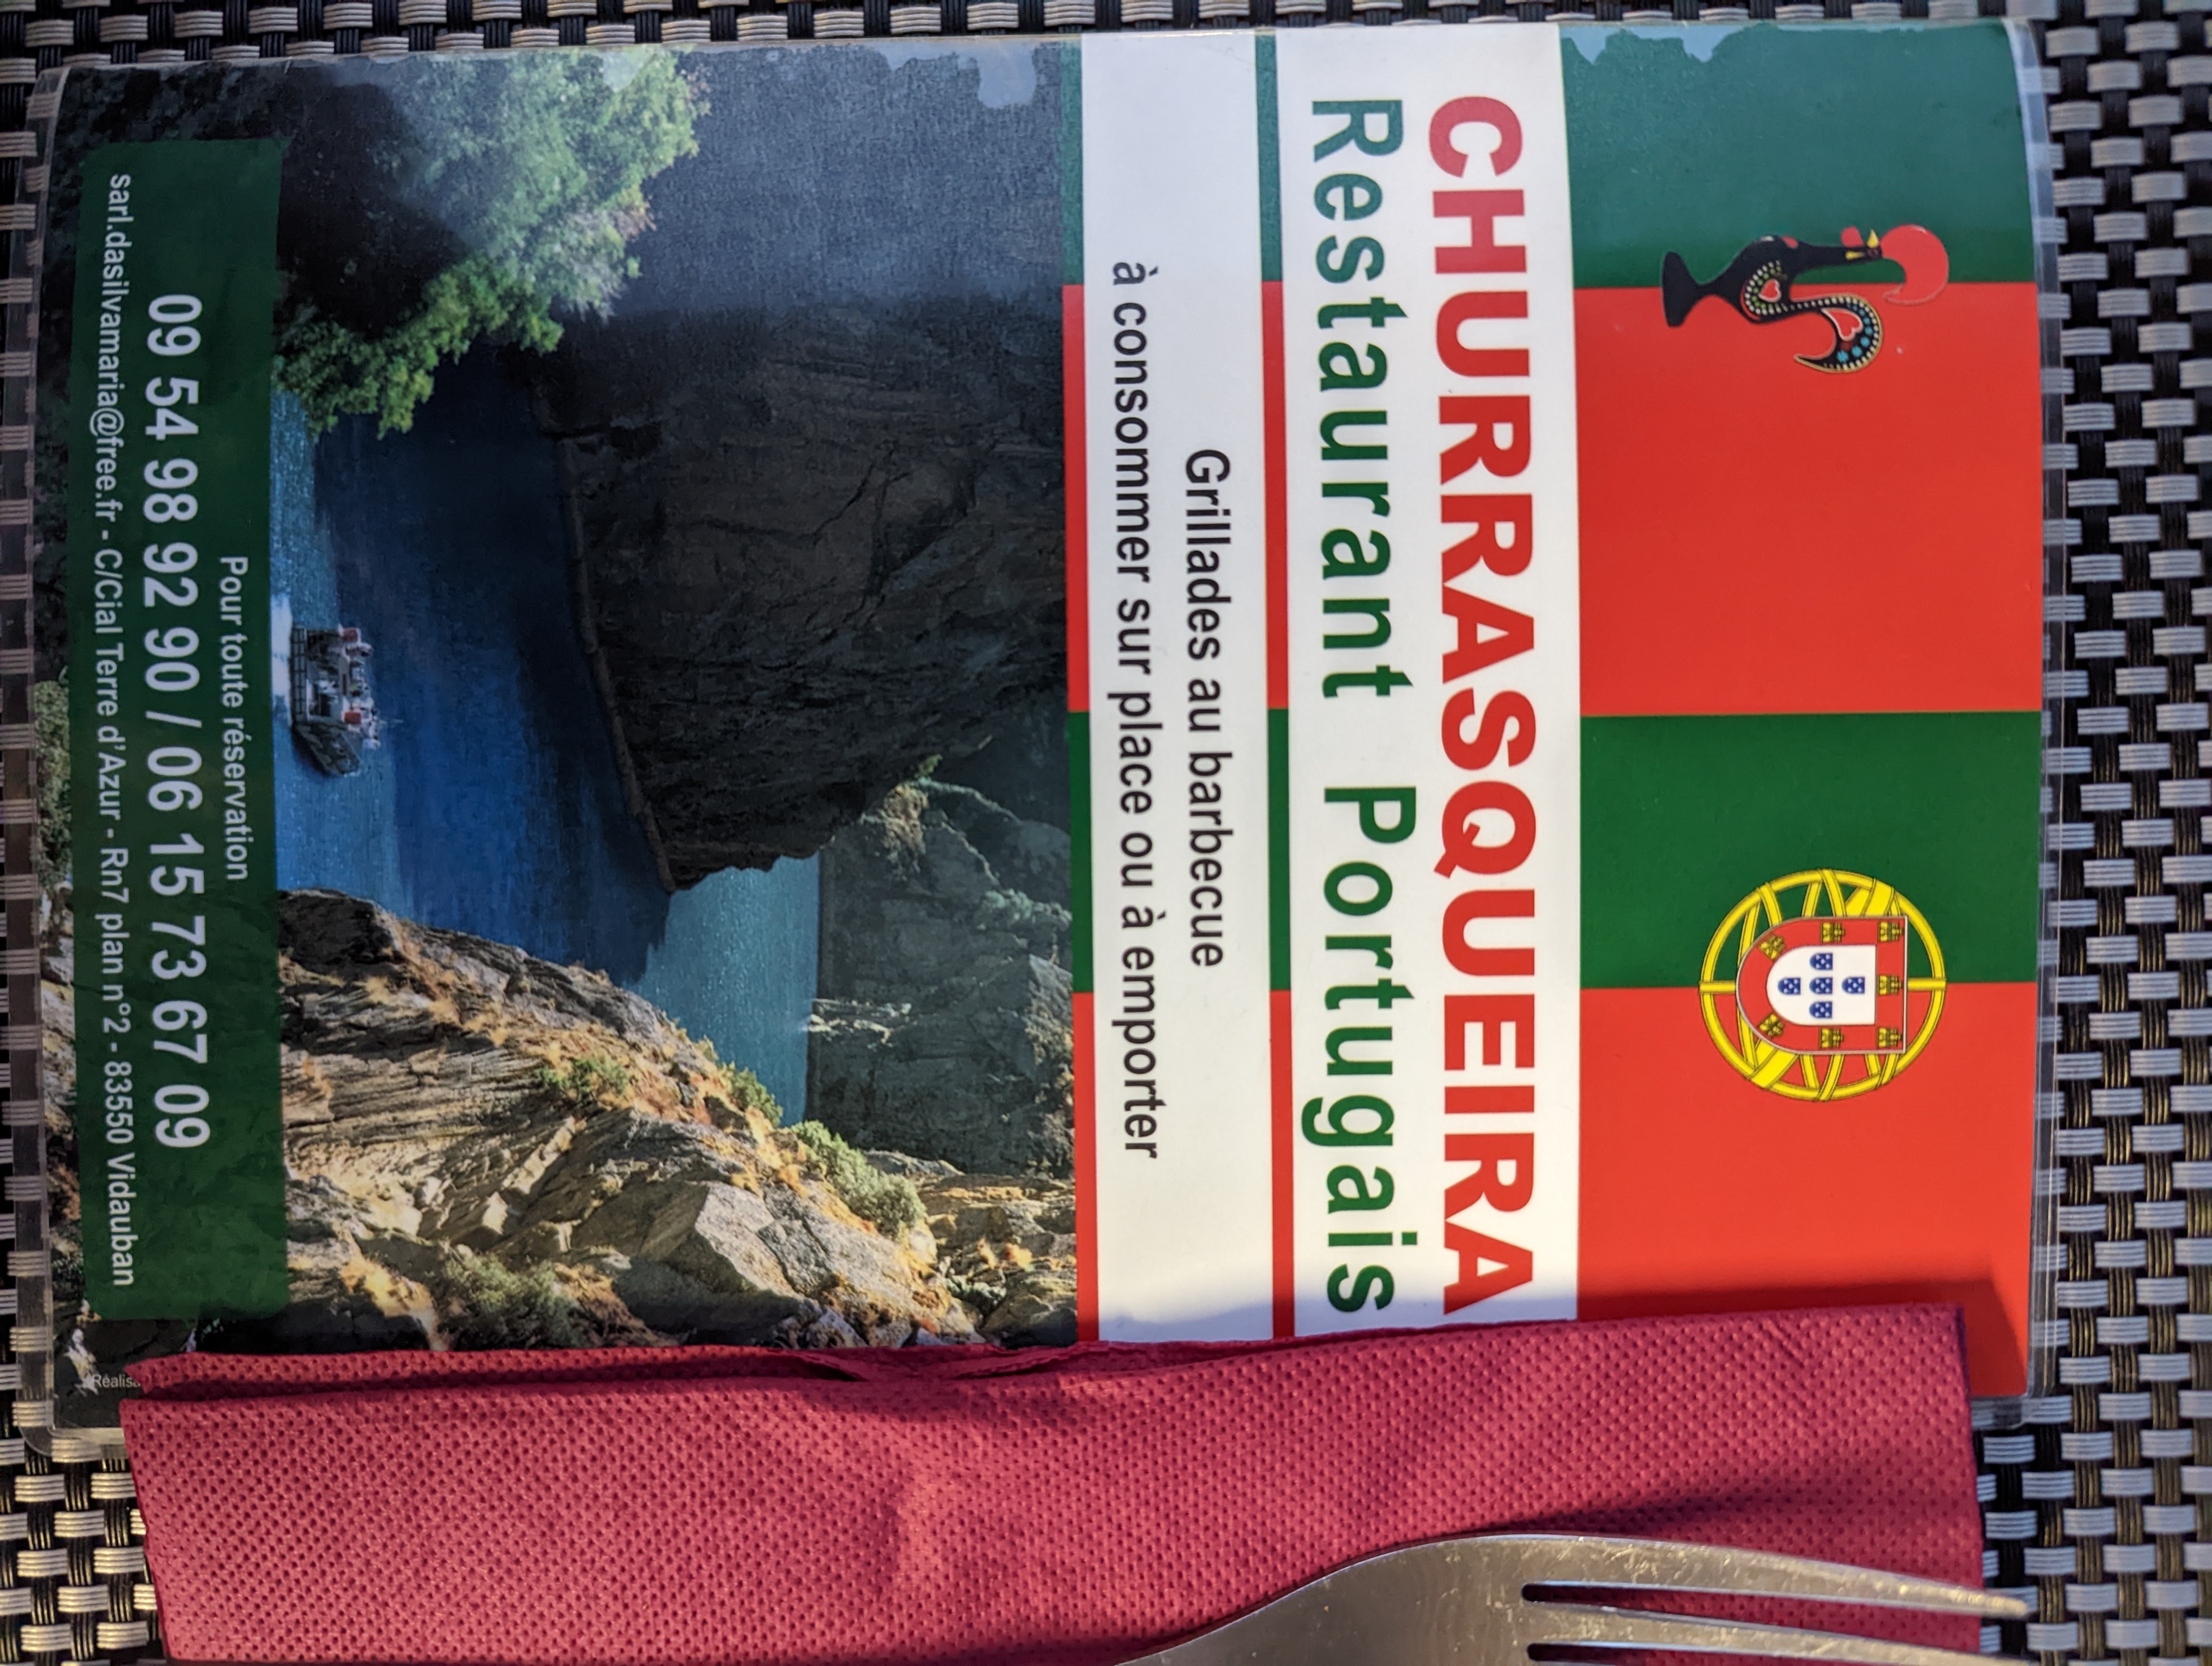 CHURRASQUEIRA
Restaurant Portugais
Grillades au barbecue
à consommer sur place ou à emporter
Pour toute réservation
09 54 98 92 90 / 06 15 73 67 09
sarl.dasilvamaria@free.fr - C/Cial Terre d'Azur - Rn7 plan n°2 - 83550 Vidauban